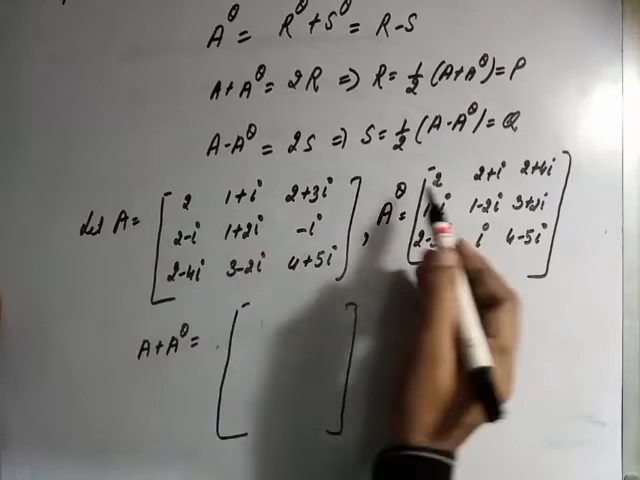 A^θ = R^θ + S^θ = R - S
A + A^θ = 2R ⇒ R = 1/2 (A + A^θ) = P
A - A^θ = 2S ⇒ S = 1/2 (A - A^θ) = Q
Let A = [ 2 1+i 2+3i ; 2-i 1+2i -i ; 2-4i 3-2i 4+5i ] , A^θ = [ 2 2+i 2+4i ; i 1-2i 3+2i ; 2- i 4-5i ]
A + A^θ = [ ]